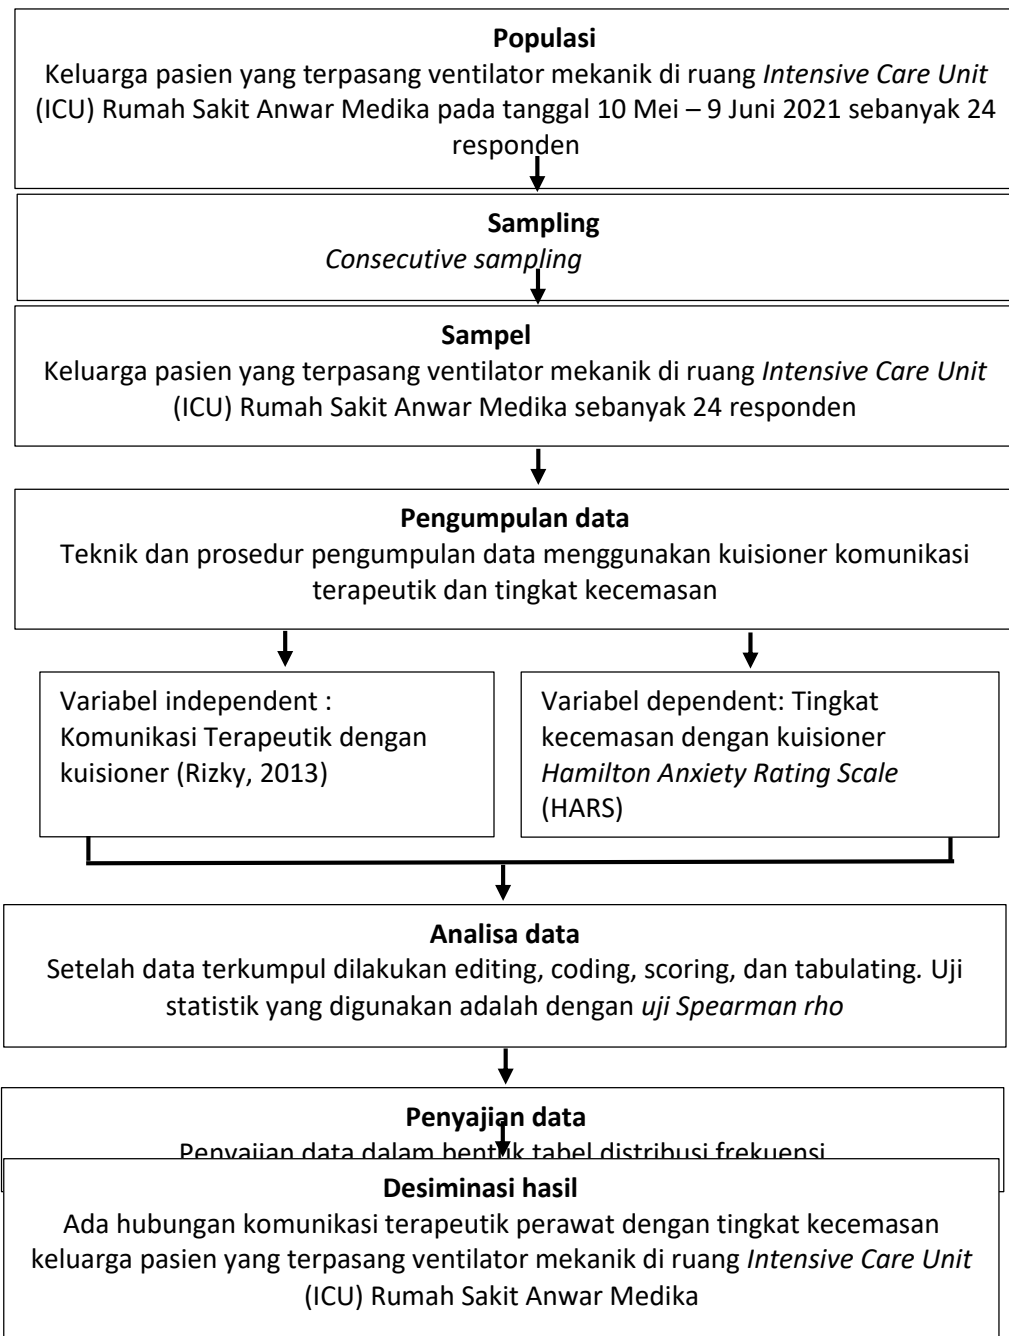 Populasi
Keluarga pasien yang terpasang ventilator mekanik di ruang Intensive Care Unit
(ICU) Rumah Sakit Anwar Medika pada tanggal 10 Mei – 9 Juni 2021 sebanyak 24
responden
Sampling
Consecutive sampling
Sampel
Keluarga pasien yang terpasang ventilator mekanik di ruang Intensive Care Unit
(ICU) Rumah Sakit Anwar Medika sebanyak 24 responden
Pengumpulan data
Teknik dan prosedur pengumpulan data menggunakan kuisioner komunikasi
terapeutik dan tingkat kecemasan
Variabel independent :
Komunikasi Terapeutik dengan
kuisioner (Rizky, 2013)
Variabel dependent: Tingkat
kecemasan dengan kuisioner
Hamilton Anxiety Rating Scale
(HARS)
Analisa data
Setelah data terkumpul dilakukan editing, coding, scoring, dan tabulating. Uji
statistik yang digunakan adalah dengan uji Spearman rho
Penyajian data
Penyajian data dalam bentuk tabel distribusi frekuensi
Desiminasi hasil
Ada hubungan komunikasi terapeutik perawat dengan tingkat kecemasan
keluarga pasien yang terpasang ventilator mekanik di ruang Intensive Care Unit
(ICU) Rumah Sakit Anwar Medika